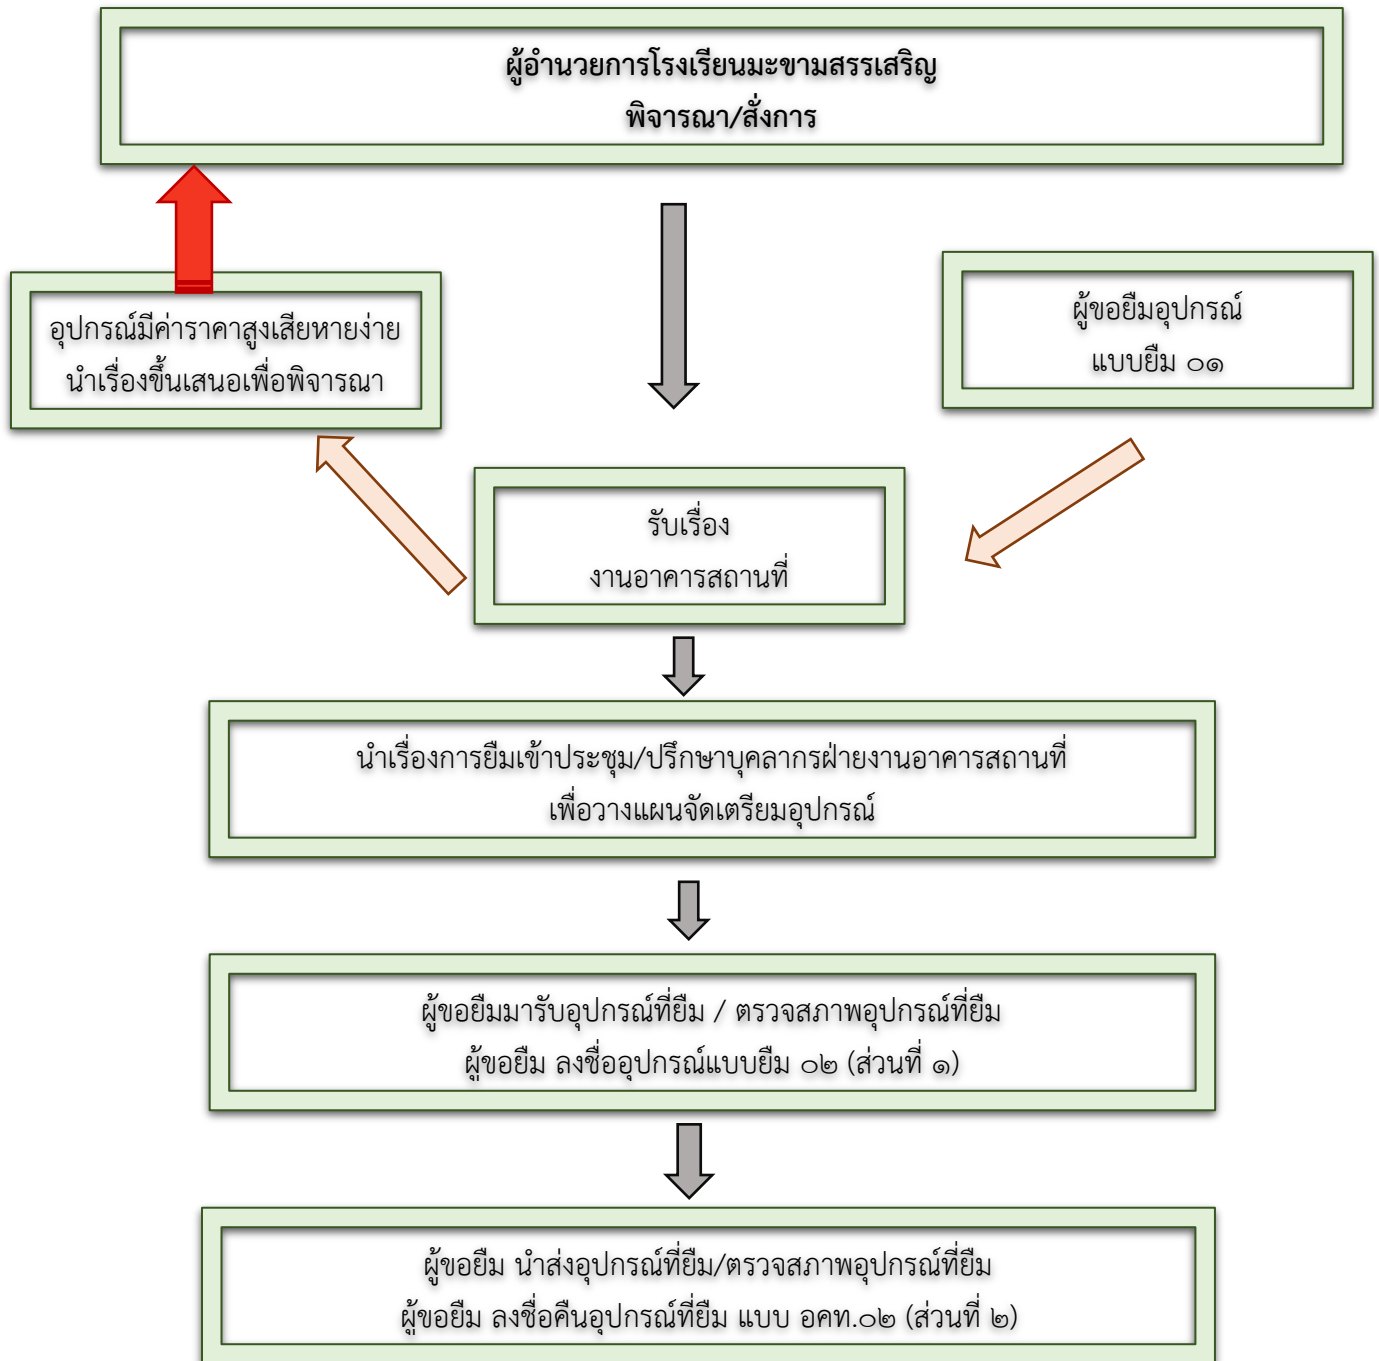 ผู้อำนวยการโรงเรียนมะขามสรรเสริญ
พิจารณา/สั่งการ
อุปกรณ์มีค่าราคาสูงเสียหายง่าย
นำเรื่องขึ้นเสนอเพื่อพิจารณา
ผู้ขอยืมอุปกรณ์
แบบยืม ๐๑
รับเรื่อง
งานอาคารสถานที่
นำเรื่องการยืมเข้าประชุม/ปรึกษาบุคลากรฝ่ายงานอาคารสถานที่
เพื่อวางแผนจัดเตรียมอุปกรณ์
ผู้ขอยืมมารับอุปกรณ์ที่ยืม / ตรวจสภาพอุปกรณ์ที่ยืม
ผู้ขอยืม ลงชื่ออุปกรณ์แบบยืม ๐๒ (ส่วนที่ ๑)
ผู้ขอยืม นำส่งอุปกรณ์ที่ยืม/ตรวจสภาพอุปกรณ์ที่ยืม
ผู้ขอยืม ลงชื่อคืนอุปกรณ์ที่ยืม แบบ อคท.๐๒ (ส่วนที่ ๒)